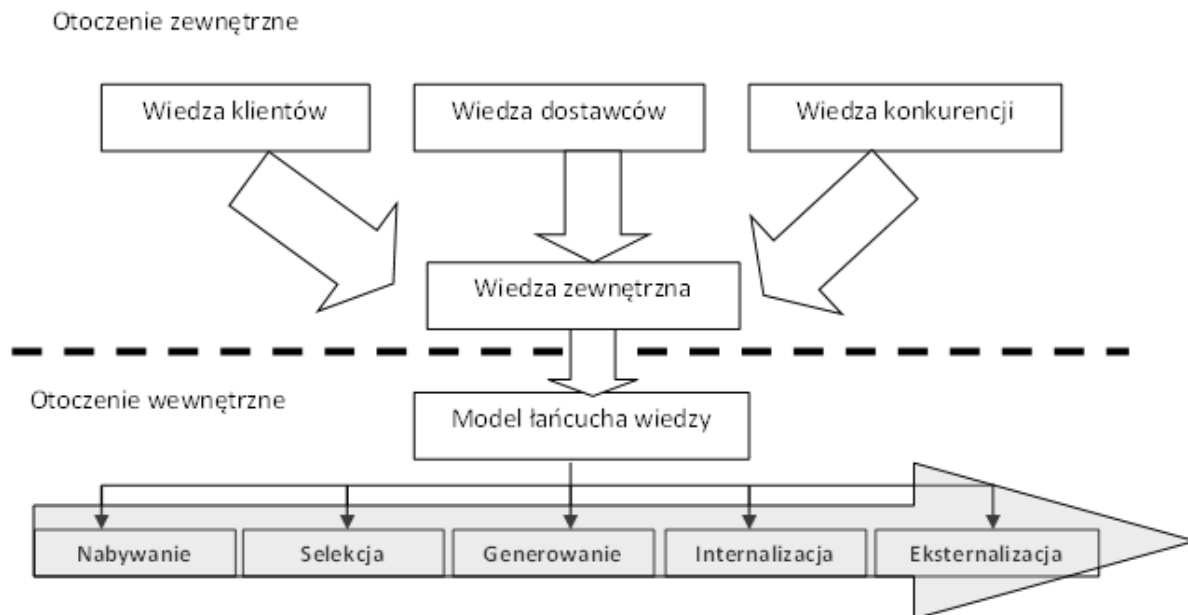 Otoczenie zewnętrzne
Wiedza klientów
Wiedza dostawców
Wiedza konkurencji
Wiedza zewnętrzna
Otoczenie wewnętrzne
Model łańcucha wiedzy
Nabywanie
Selekcja
Generowanie
Internalizacja
Eksternalizacja